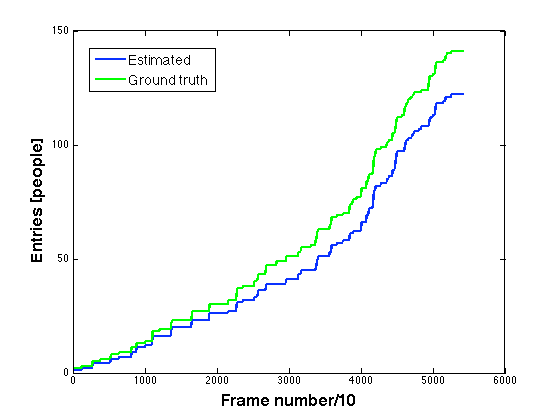 150
Estimated
Ground truth
100
50
0
Entries [people]
0 1000 2000 3000 4000 5000 6000
Frame number/10